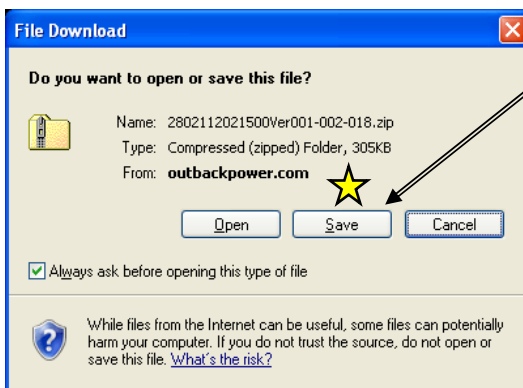 File Download
Do you want to open or save this file?
Name: 2802112021500Ver001-002-018.zip
Type: Compressed (zipped) Folder, 305KB
From: outbackpower.com
Open Save Cancel
Always ask before opening this type of file
While files from the Internet can be useful, some files can potentially
harm your computer. If you do not trust the source, do not open or
save this file. What's the risk?